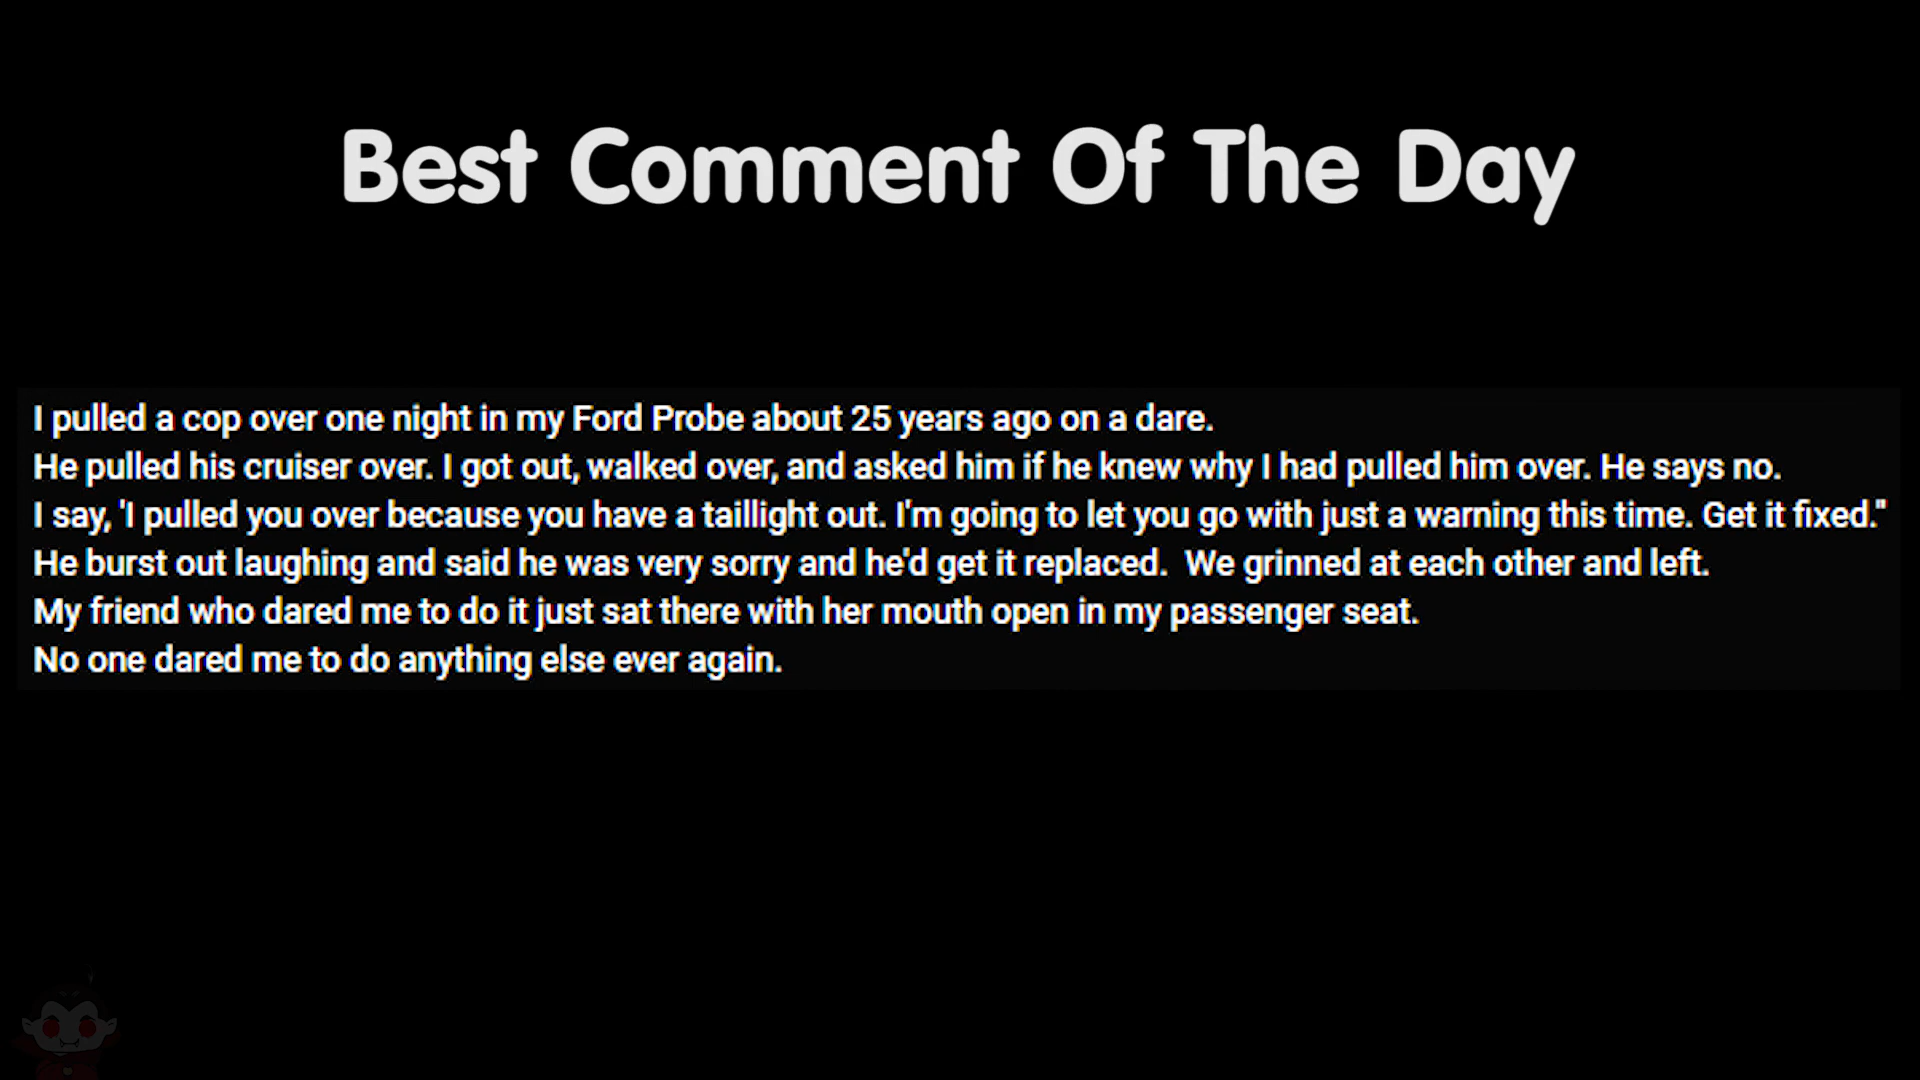 Best Comment Of The Day
I pulled a cop over one night in my Ford Probe about 25 years ago on a dare.
He pulled his cruiser over. I got out, walked over, and asked him if he knew why I had pulled him over. He says no.
I say, 'I pulled you over because you have a taillight out. I'm going to let you go with just a warning this time. Get it fixed."
He burst out laughing and said he was very sorry and he'd get it replaced.  We grinned at each other and left.
My friend who dared me to do it just sat there with her mouth open in my passenger seat.
No one dared me to do anything else ever again.